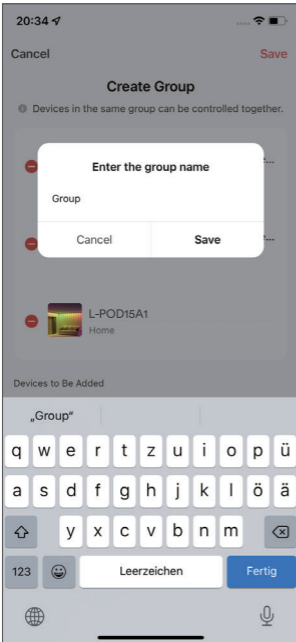 20:34
Cancel Save
Create Group
Devices in the same group can be controlled together.
Enter the group name
Group
Cancel Save
L-POD15A1
Home
Devices to Be Added
„Group“
q w e r t z u i o p ü
a s d f g h j k l ö ä
y x c v b n m
123 Leerzeichen Fertig